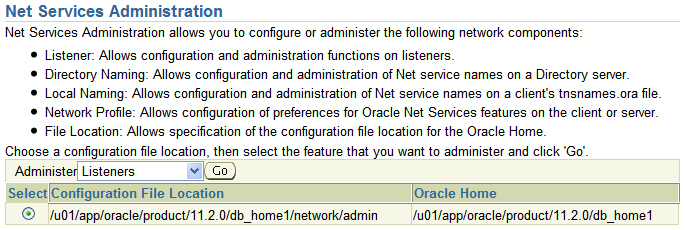 Net Services Administration
Net Services Administration allows you to configure or administer the following network components:
• Listener: Allows configuration and administration functions on listeners.
• Directory Naming: Allows configuration and administration of Net service names on a Directory server.
• Local Naming: Allows configuration and administration of Net service names on a client's tnsnames.ora file.
• Network Profile: Allows configuration of preferences for Oracle Net Services features on the client or server.
• File Location: Allows specification of the configuration file location for the Oracle Home.
Choose a configuration file location, then select the feature that you want to administer and click 'Go'.
Administer Listeners Go
Select Configuration File Location Oracle Home
/u01/app/oracle/product/11.2.0/db_home1/network/admin /u01/app/oracle/product/11.2.0/db_home1